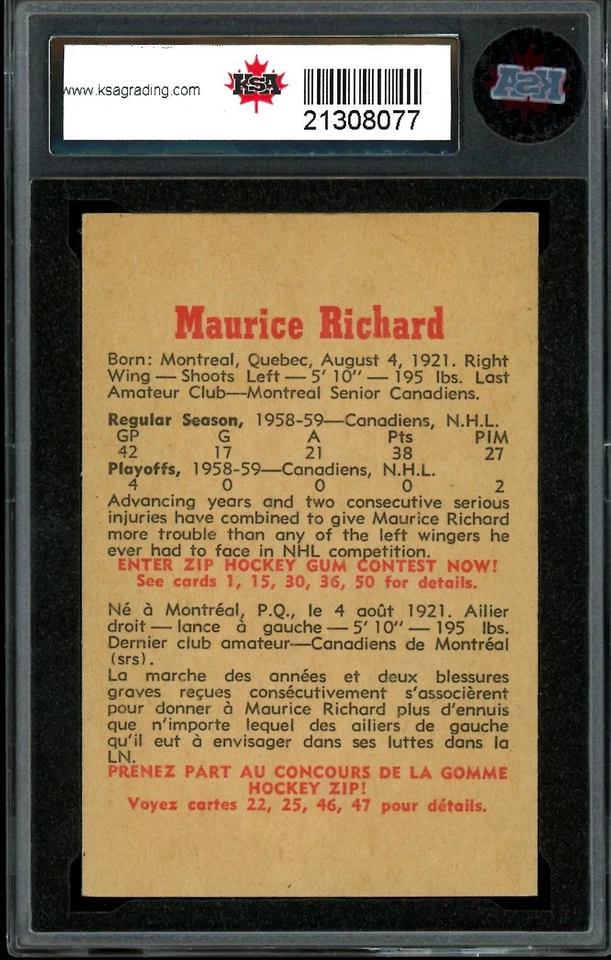 www.ksagrading.com
KSA
21308077
KSA
Maurice Richard
Born: Montreal, Quebec, August 4, 1921. Right
Wing — Shoots Left — 5' 10" — 195 lbs. Last
Amateur Club—Montreal Senior Canadiens.
Regular Season, 1958-59—Canadiens, N.H.L.
GP G A Pts PIM
42 17 21 38 27
Playoffs, 1958-59—Canadiens, N.H.L.
4 0 0 0 2
Advancing years and two consecutive serious
injuries have combined to give Maurice Richard
more trouble than any of the left wingers he
ever had to face in NHL competition.
ENTER ZIP HOCKEY GUM CONTEST NOW!
See cards 1, 15, 30, 36, 50 for details.
Né à Montréal, P.Q., le 4 août 1921. Ailier
droit — lance à gauche — 5' 10" — 195 lbs.
Dernier club amateur—Canadiens de Montréal
(srs).
La marche des années et deux blessures
graves reçues consécutivement s'associèrent
pour donner à Maurice Richard plus d'ennuis
que n'importe lequel des ailiers de gauche
qu'il eut à envisager dans ses luttes dans la
LN.
PRENEZ PART AU CONCOURS DE LA GOMME
HOCKEY ZIP!
Voyez cartes 22, 25, 46, 47 pour détails.